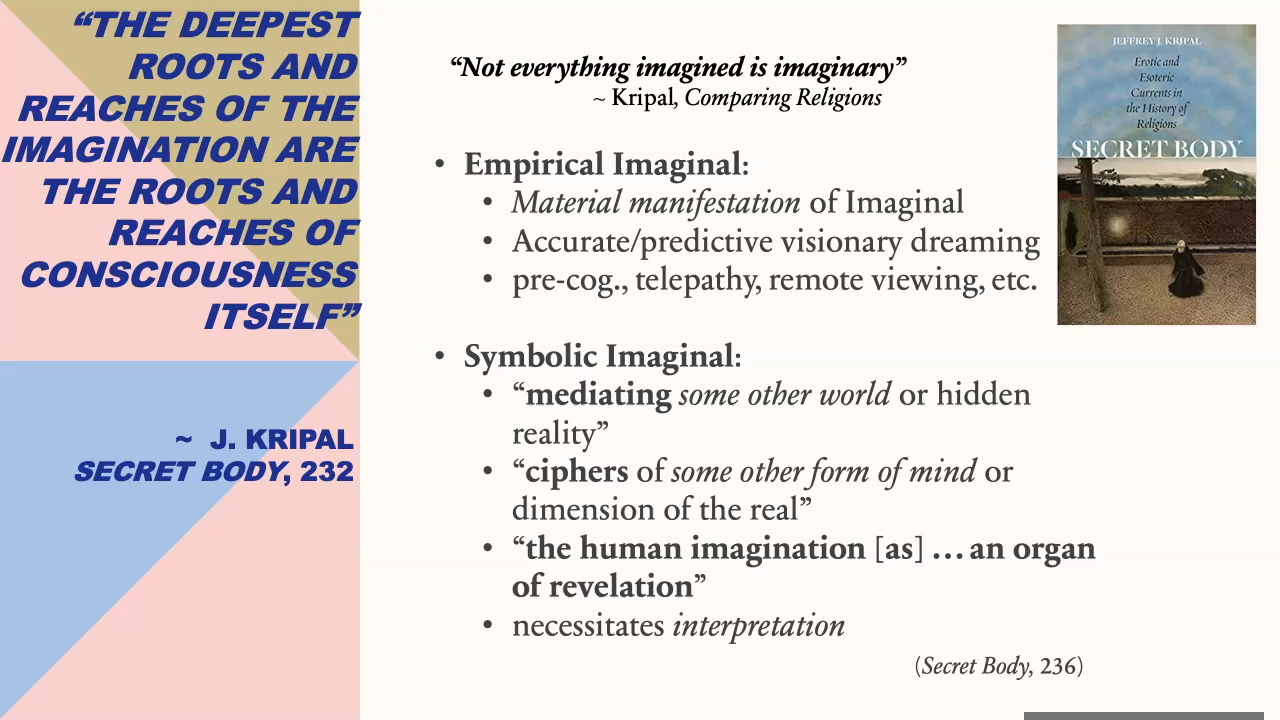 “THE DEEPEST
ROOTS AND
REACHES OF THE
IMAGINATION ARE
THE ROOTS AND
REACHES OF
CONSCIOUSNESS
ITSELF”
~ J. KRIPAL
SECRET BODY, 232
“Not everything imagined is imaginary”
~ Kripal, Comparing Religions
• Empirical Imaginal:
• Material manifestation of Imaginal
• Accurate/predictive visionary dreaming
• pre-cog., telepathy, remote viewing, etc.
• Symbolic Imaginal:
• “mediating some other world or hidden
reality”
• “ciphers of some other form of mind or
dimension of the real”
• “the human imagination [as] … an organ
of revelation”
• necessitates interpretation
(Secret Body, 236)
JEFFREY J. KRIPAL
Erotic and
Esoteric
Currents in
the History of
Religions
SECRET BODY